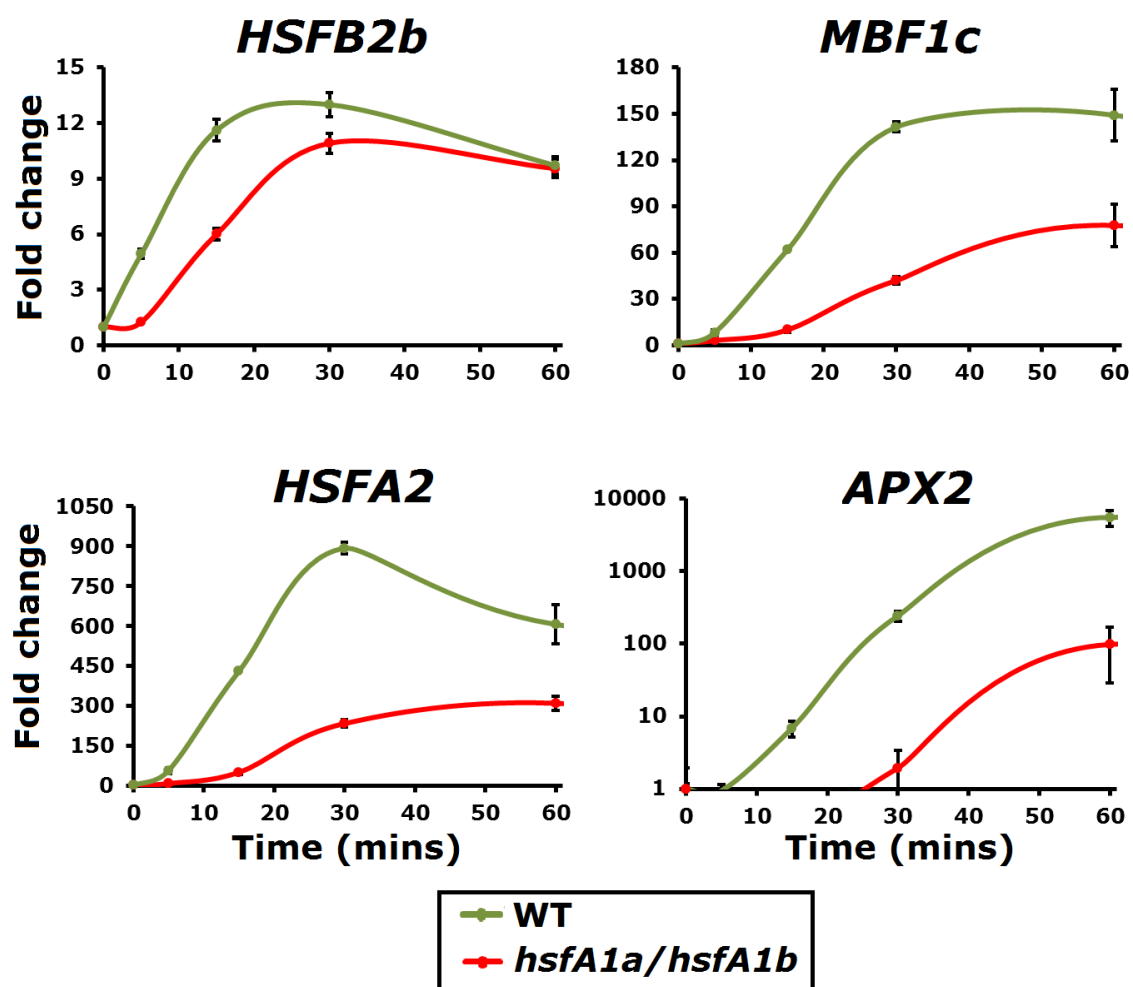 HSFB2b
MBF1c
Fold change
15
12
9
6
3
0
0 10 20 30 40 50 60
180
150
120
90
60
30
0
0 10 20 30 40 50 60
HSFA2
APX2
Fold change
1050
900
750
600
450
300
150
0
0 10 20 30 40 50 60
Time (mins)
10000
1000
100
10
1
0 10 20 30 40 50 60
Time (mins)
WT
hsfA1a/hsfA1b